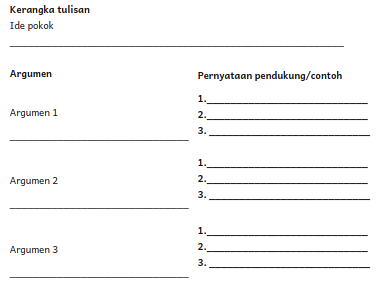 Kerangka tulisan
Ide pokok
Argumen
Pernyataan pendukung/contoh
Argumen 1
1.
2.
3.
Argumen 2
1.
2.
3.
Argumen 3
1.
2.
3.